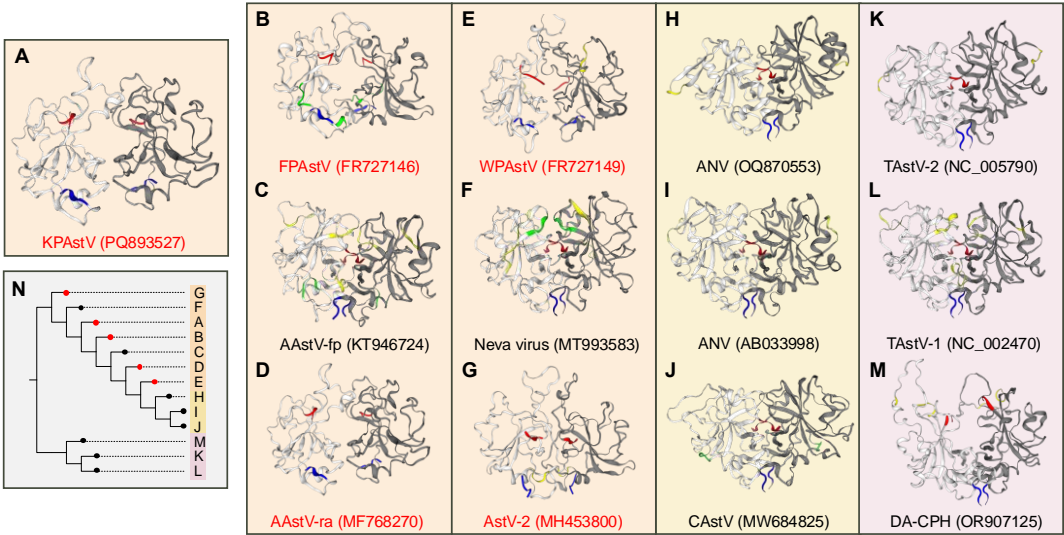 A
KPAstV (PQ893527)
N
G
F
A
B
C
D
E
H
I
J
M
K
L
B
FPAstV (FR727146)
C
AAstV-fp (KT946724)
D
AAstV-ra (MF768270)
E
WPAstV (FR727149)
F
Neva virus (MT993583)
G
AstV-2 (MH453800)
H
ANV (OQ870553)
I
ANV (AB033998)
J
CAstV (MW684825)
K
TAstV-2 (NC_005790)
L
TAstV-1 (NC_002470)
M
DA-CPH (OR907125)